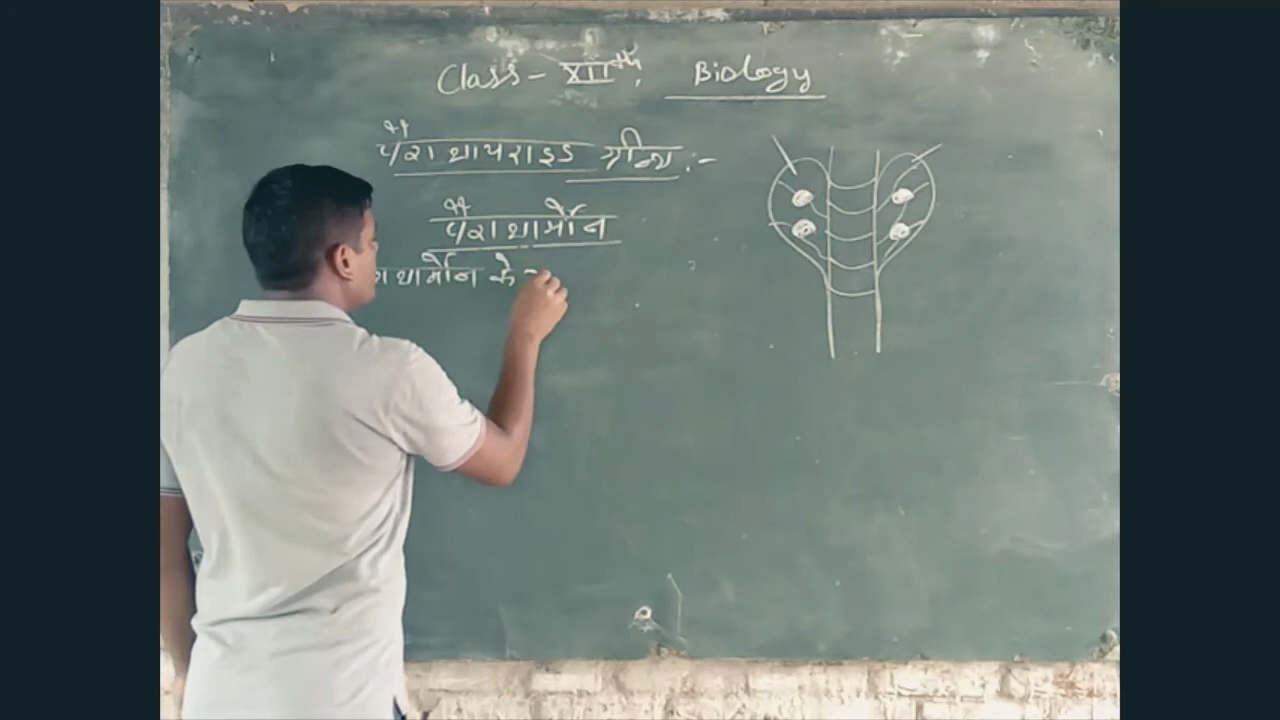 Class- XIIth, Biology
पैराथायराइड ग्रन्थि :-
पैराथार्मोन
थार्मोन के